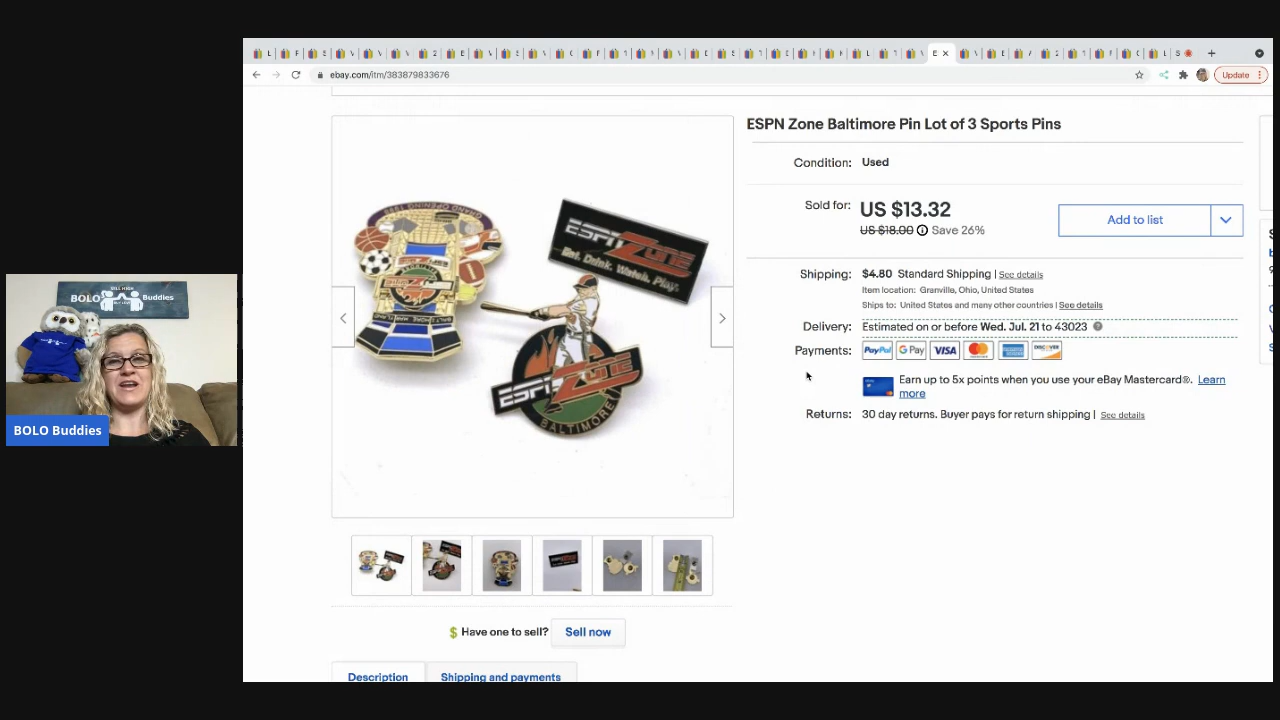 ebay.com/itm/383879833676
Update
ESPN Zone Baltimore Pin Lot of 3 Sports Pins
Condition: Used
Sold for: US $13.32
US $18.00 Save 26%
Add to list
Shipping: $4.80 Standard Shipping | See details
Item location: Granville, Ohio, United States
Ships to: United States and many other countries | See details
Delivery: Estimated on or before Wed. Jul. 21 to 43023
Payments: PayPal G Pay VISA
Earn up to 5x points when you use your eBay Mastercard®. Learn
more
Returns: 30 day returns. Buyer pays for return shipping | See details
ESPN Zone
Eat. Drink. Watch. Play.
GRAND OPENING
ESPN Zone
BALTIMORE
BOLO Buddies
BOLO Buddies
$ Have one to sell? Sell now
Description
Shipping and payments